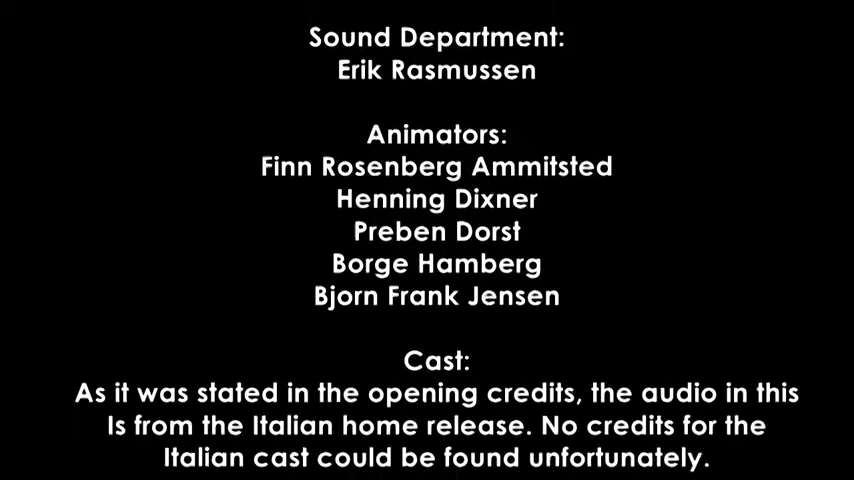 Sound Department:
Erik Rasmussen
Animators:
Finn Rosenberg Ammitsted
Henning Dixner
Preben Dorst
Borge Hamberg
Bjorn Frank Jensen
Cast:
As it was stated in the opening credits, the audio in this
Is from the Italian home release. No credits for the
Italian cast could be found unfortunately.